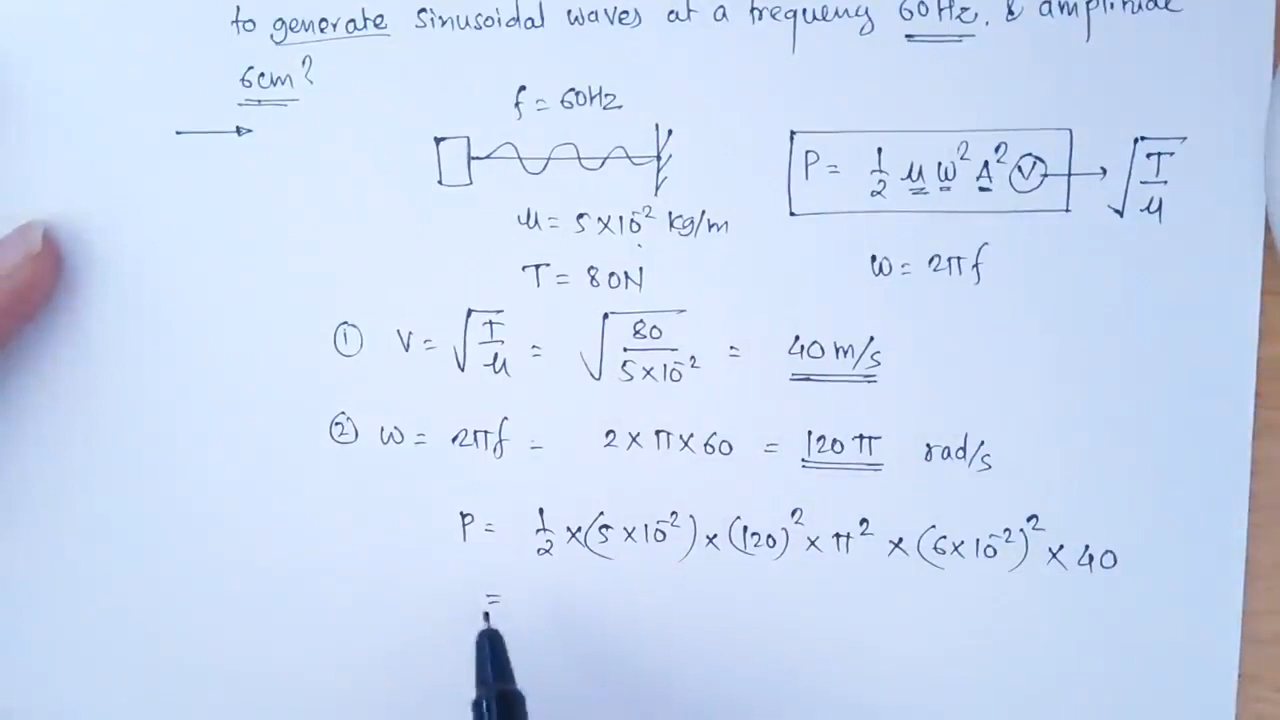 to generate sinusoidal waves at a frequeny 60Hz, & amplitude
6cm?
f = 60Hz
P = 1/2 μ ω² A² V → √(T/μ)
μ = 5 × 10⁻² kg/m
T = 80N
ω = 2πf
① V = √(T/μ) = √(80/(5 × 10⁻²)) = 40 m/s
② ω = 2πf = 2 × π × 60 = 120 π rad/s
P = 1/2 × (5 × 10⁻²) × (120)² × π² × (6 × 10⁻²)² × 40
=